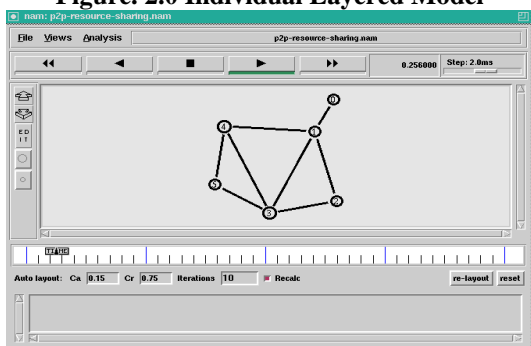 Figure. 2.0 Individual Layered Model
nam: p2p-resource-sharing.nam
File Views Analysis p2p-resource-sharing.nam
0.256000 Step: 2.0ms
0
4 1
EDIT
5 2
3
TIME
Auto layout: Ca 0.15 Cr 0.75 Iterations 10 Recalc re-layout reset